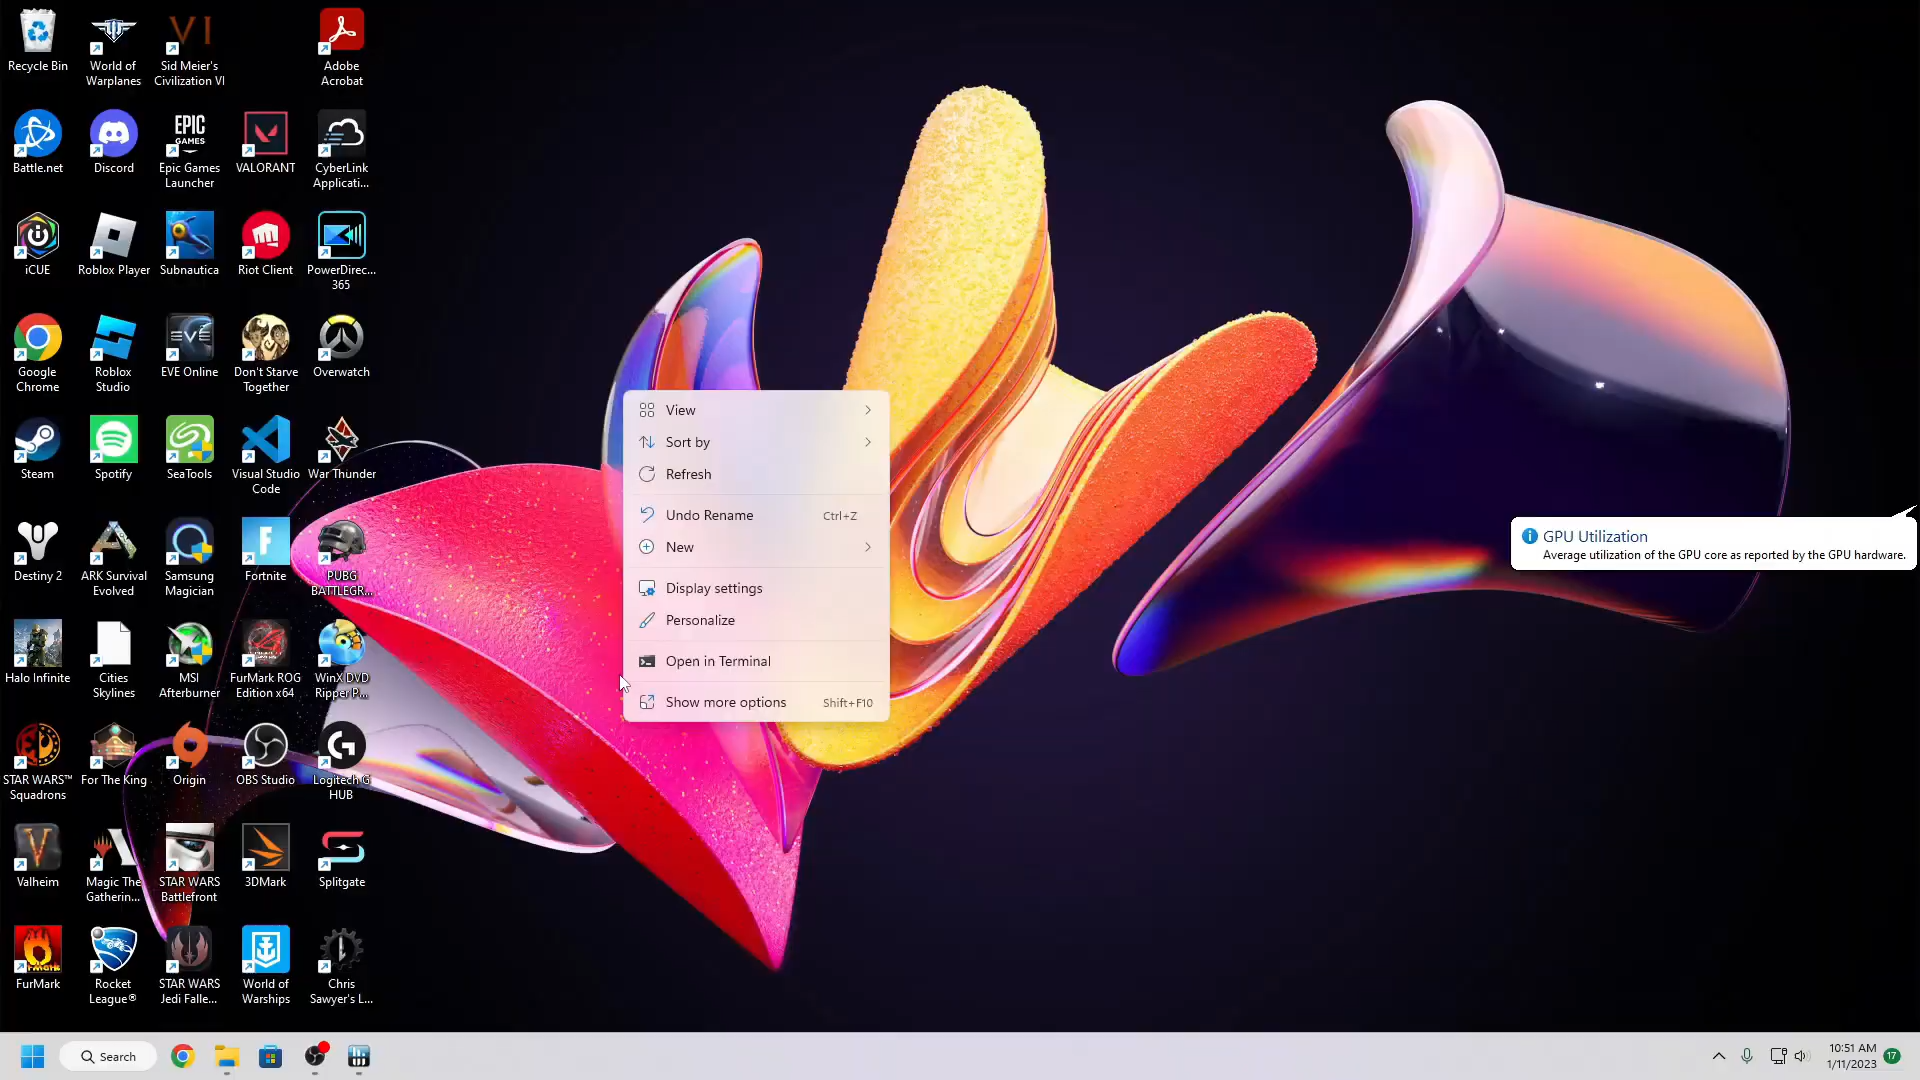 Recycle Bin
World of
Warplanes
VI
Sid Meier's
Civilization VI
Adobe
Acrobat
Battle.net
Discord
EPIC
GAMES
Epic Games
Launcher
VALORANT
CyberLink
Applicati...
iCUE
Roblox Player
Subnautica
Riot Client
PowerDirec...
365
Google
Chrome
Roblox
Studio
EVE
EVE Online
Don't Starve
Together
Overwatch
Steam
Spotify
SeaTools
Visual Studio
Code
War Thunder
Destiny 2
ARK Survival
Evolved
Samsung
Magician
F
Fortnite
PUBG
BATTLEGR...
Halo Infinite
Cities
Skylines
MSI
Afterburner
FurMark ROG
Edition x64
WinX DVD
Ripper P...
STAR WARS™
Squadrons
For The King
Origin
OBS Studio
Logitech G
HUB
V
Valheim
Magic The
Gatherin...
STAR WARS
Battlefront
3DMark
Splitgate
FurMark
Rocket
League®
STAR WARS
Jedi Falle...
World of
Warships
Chris
Sawyer's L...
View
Sort by
Refresh
Undo Rename Ctrl+Z
New
Display settings
Personalize
Open in Terminal
Show more options Shift+F10
GPU Utilization
Average utilization of the GPU core as reported by the GPU hardware.
Search
10:51 AM
1/11/2023
17